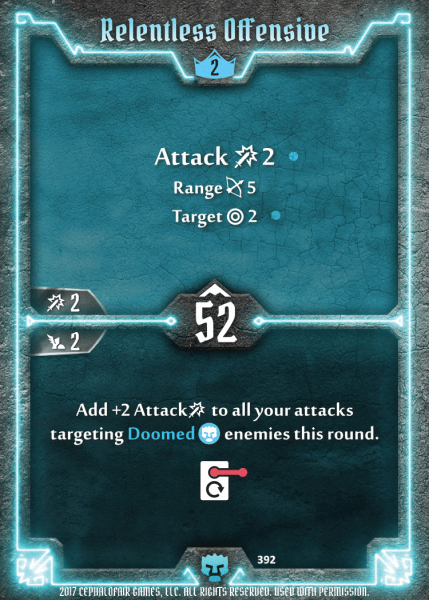 Relentless Offensive
2
Attack 2
Range 5
Target 2
2
52
2
Add +2 Attack to all your attacks
targeting Doomed enemies this round.
392
2017 CEPHALOFAIR GAMES, LLC. ALL RIGHTS RESERVED. USED WITH PERMISSION.